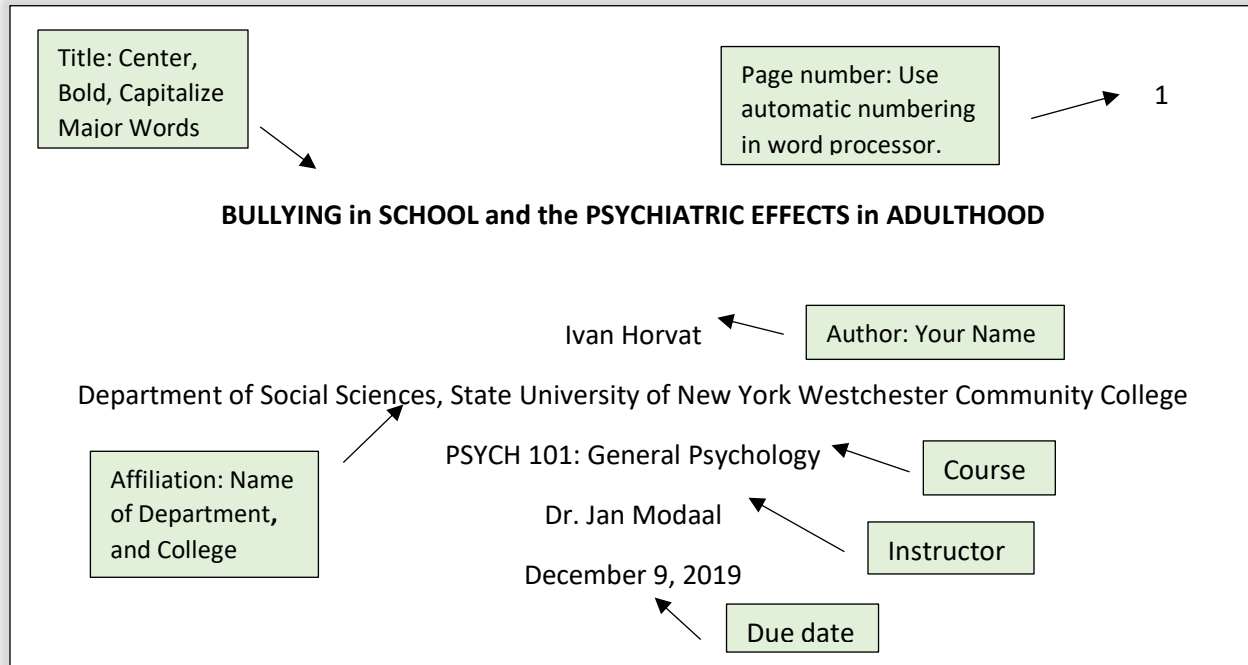 Title: Center,
Bold, Capitalize
Major Words
Page number: Use
automatic numbering
in word processor.
1
BULLYING in SCHOOL and the PSYCHIATRIC EFFECTS in ADULTHOOD
Ivan Horvat
Author: Your Name
Department of Social Sciences, State University of New York Westchester Community College
Affiliation: Name
of Department,
and College
PSYCH 101: General Psychology
Course
Dr. Jan Modaal
Instructor
December 9, 2019
Due date